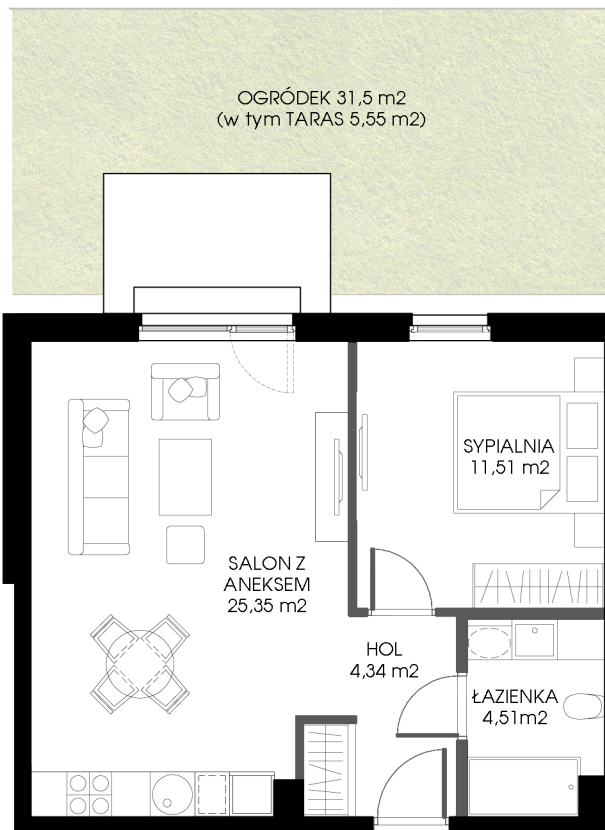 OGRÓDEK 31,5 m2
(w tym TARAS 5,55 m2)
SYPIALNIA
11,51 m2
SALON Z
ANEKSEM
25,35 m2
HOL
4,34 m2
ŁAZIENKA
4,51m2